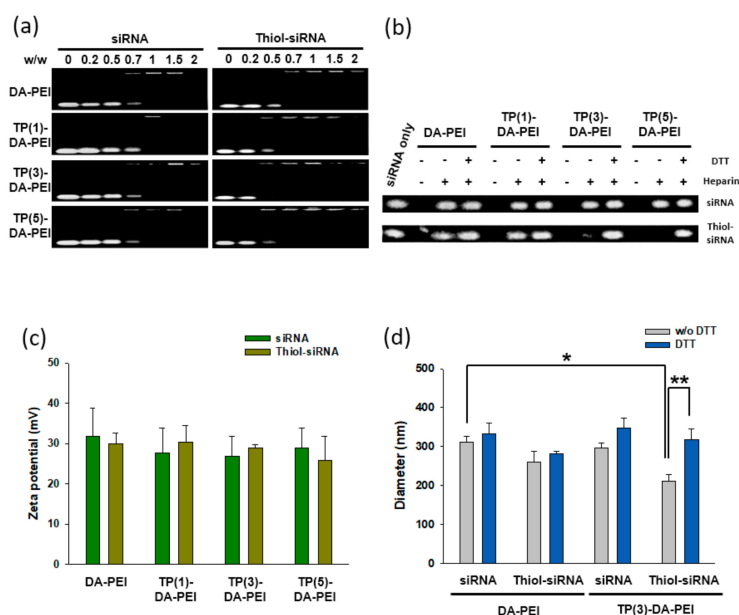 (a)
siRNA Thiol-siRNA
w/w 0 0.2 0.5 0.7 1 1.5 2 0 0.2 0.5 0.7 1 1.5 2
DA-PEI
TP(1)-
DA-PEI
TP(3)-
DA-PEI
TP(5)-
DA-PEI
(b)
siRNA only
DA-PEI
TP(1)-
DA-PEI
TP(3)-
DA-PEI
TP(5)-
DA-PEI
- - + - - + - - + - - + DTT
- + + - + + - + + - + + Heparin
siRNA
Thiol-
siRNA
(c)
siRNA
Thiol-siRNA
Zeta potential (mV)
50
40
30
20
10
0
DA-PEI
TP(1)-
DA-PEI
TP(3)-
DA-PEI
TP(5)-
DA-PEI
(d)
w/o DTT
DTT
Diameter (nm)
500
400
300
200
100
0
*
**
siRNA Thiol-siRNA siRNA Thiol-siRNA
DA-PEI TP(3)-DA-PEI